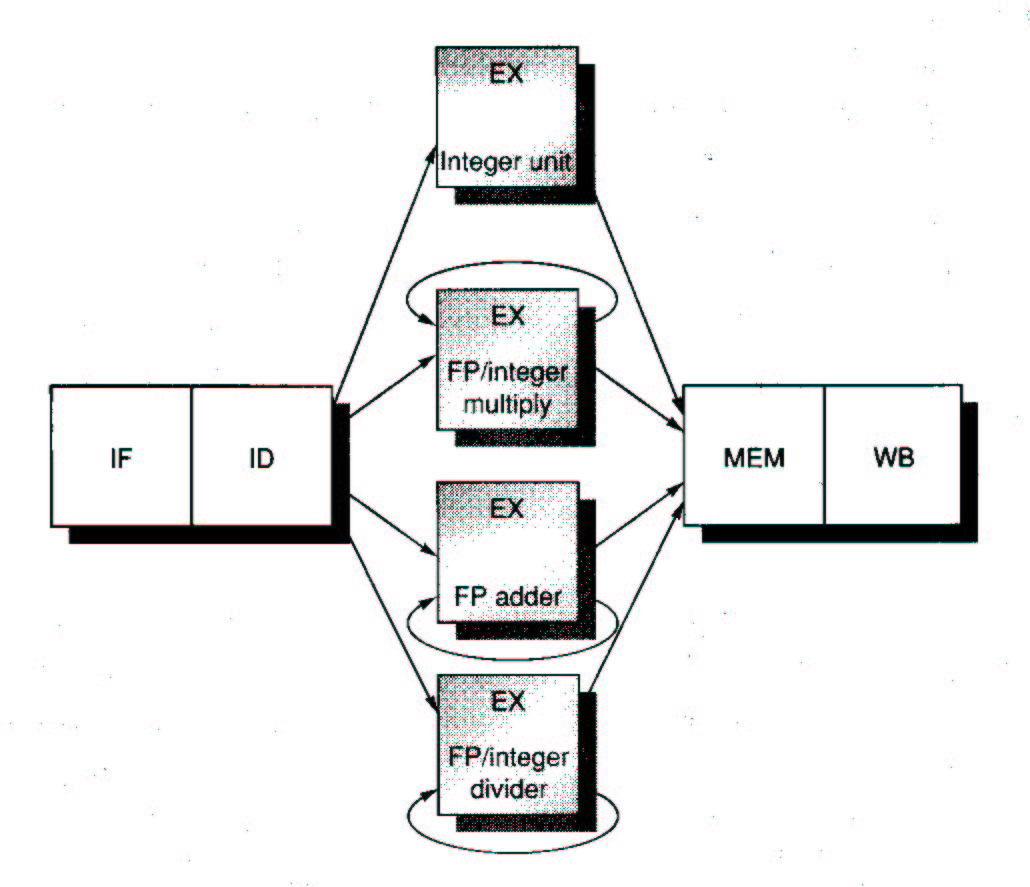 EX
Integer unit
EX
FP/integer
multiply
IF
ID
MEM
WB
EX
FP adder
EX
FP/integer
divider